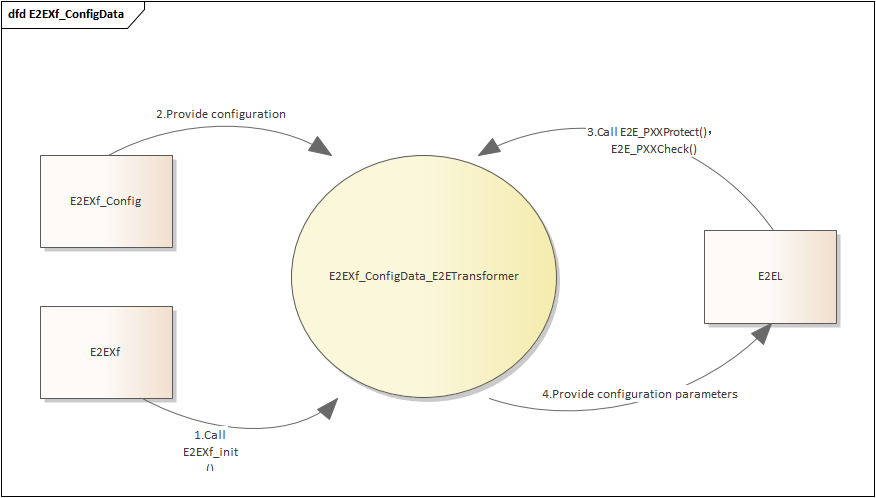 dfd E2EXf_ConfigData
2.Provide configuration
3.Call E2E_PXXProtect()，
E2E_PXXCheck()
E2EXf_Config
E2EXf_ConfigData_E2ETransformer
E2EL
E2EXf
4.Provide configuration parameters
1.Call
E2EXf_init
()